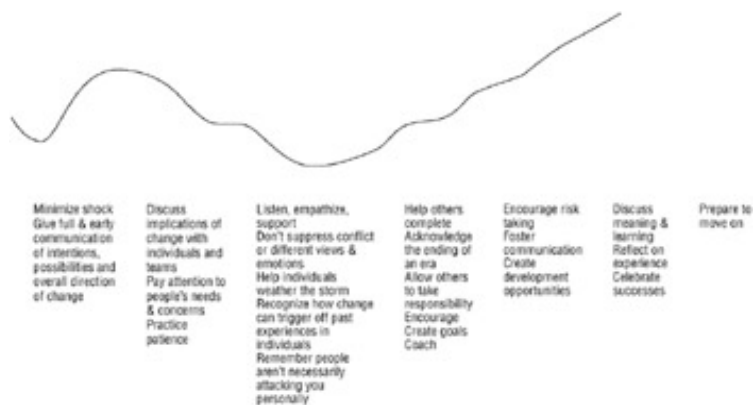 Minimize shock
Give full & early
communication
of intentions,
possibilities and
overall direction
of change
Discuss
implications of
change with
individuals and
teams
Pay attention to
people's needs
& concerns
Practice
patience
Listen, empathize,
support
Don't suppress conflict
or different views &
emotions
Help individuals
weather the storm
Recognize how change
can trigger off past
experiences in
individuals
Remember people
aren't necessarily
attacking you
personally
Help others
complete
Acknowledge
the ending of
an era
Allow others
to take
responsibility
Encourage
Create goals
Coach
Encourage risk
taking
Foster
communication
Create
development
opportunities
Discuss
meaning &
learning
Reflect on
experience
Celebrate
successes
Prepare to
move on